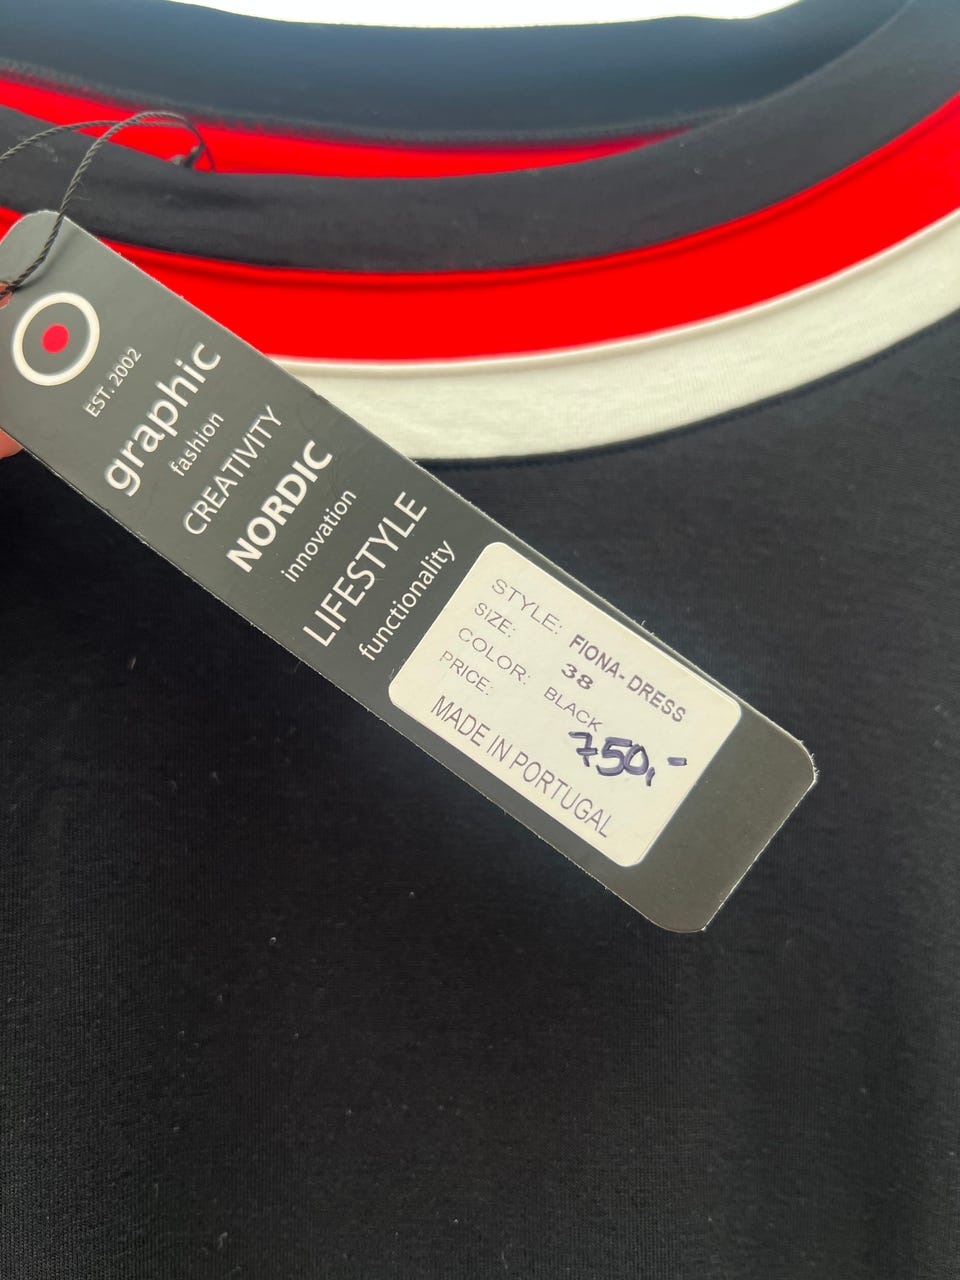 EST. 2002
graphic
fashion
CREATIVITY
NORDIC
innovation
LIFESTYLE
functionality
STYLE: FIONA-DRESS
SIZE: 38
COLOR: BLACK
PRICE: 750,-
MADE IN PORTUGAL